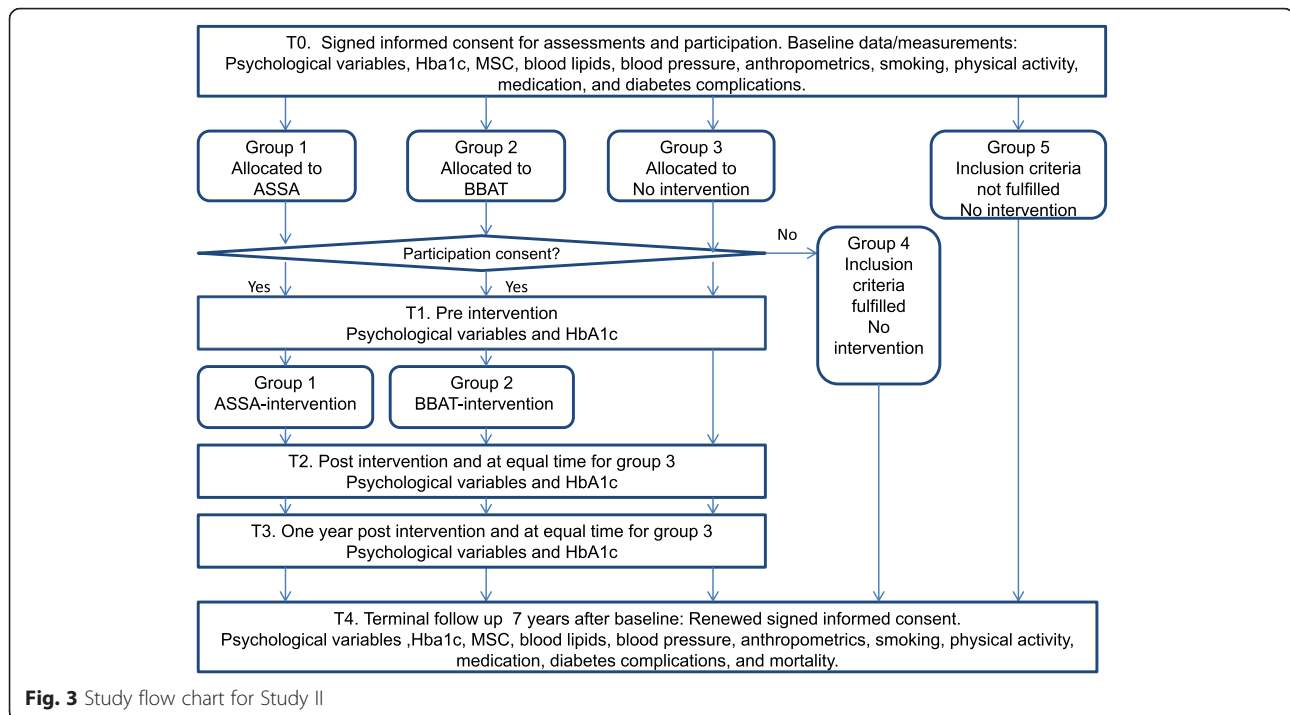 T0. Signed informed consent for assessments and participation. Baseline data/measurements:
Psychological variables, Hba1c, MSC, blood lipids, blood pressure, anthropometrics, smoking, physical activity,
medication, and diabetes complications.
Group 1
Allocated to
ASSA
Group 2
Allocated to
BBAT
Group 3
Allocated to
No intervention
Group 5
Inclusion criteria
not fulfilled
No intervention
Participation consent?
No
Group 4
Inclusion
criteria
fulfilled
No
intervention
Yes
Yes
T1. Pre intervention
Psychological variables and HbA1c
Group 1
ASSA-intervention
Group 2
BBAT-intervention
T2. Post intervention and at equal time for group 3
Psychological variables and HbA1c
T3. One year post intervention and at equal time for group 3
Psychological variables and HbA1c
T4. Terminal follow up 7 years after baseline: Renewed signed informed consent.
Psychological variables ,Hba1c, MSC, blood lipids, blood pressure, anthropometrics, smoking, physical activity,
medication, diabetes complications, and mortality.
Fig. 3 Study flow chart for Study II